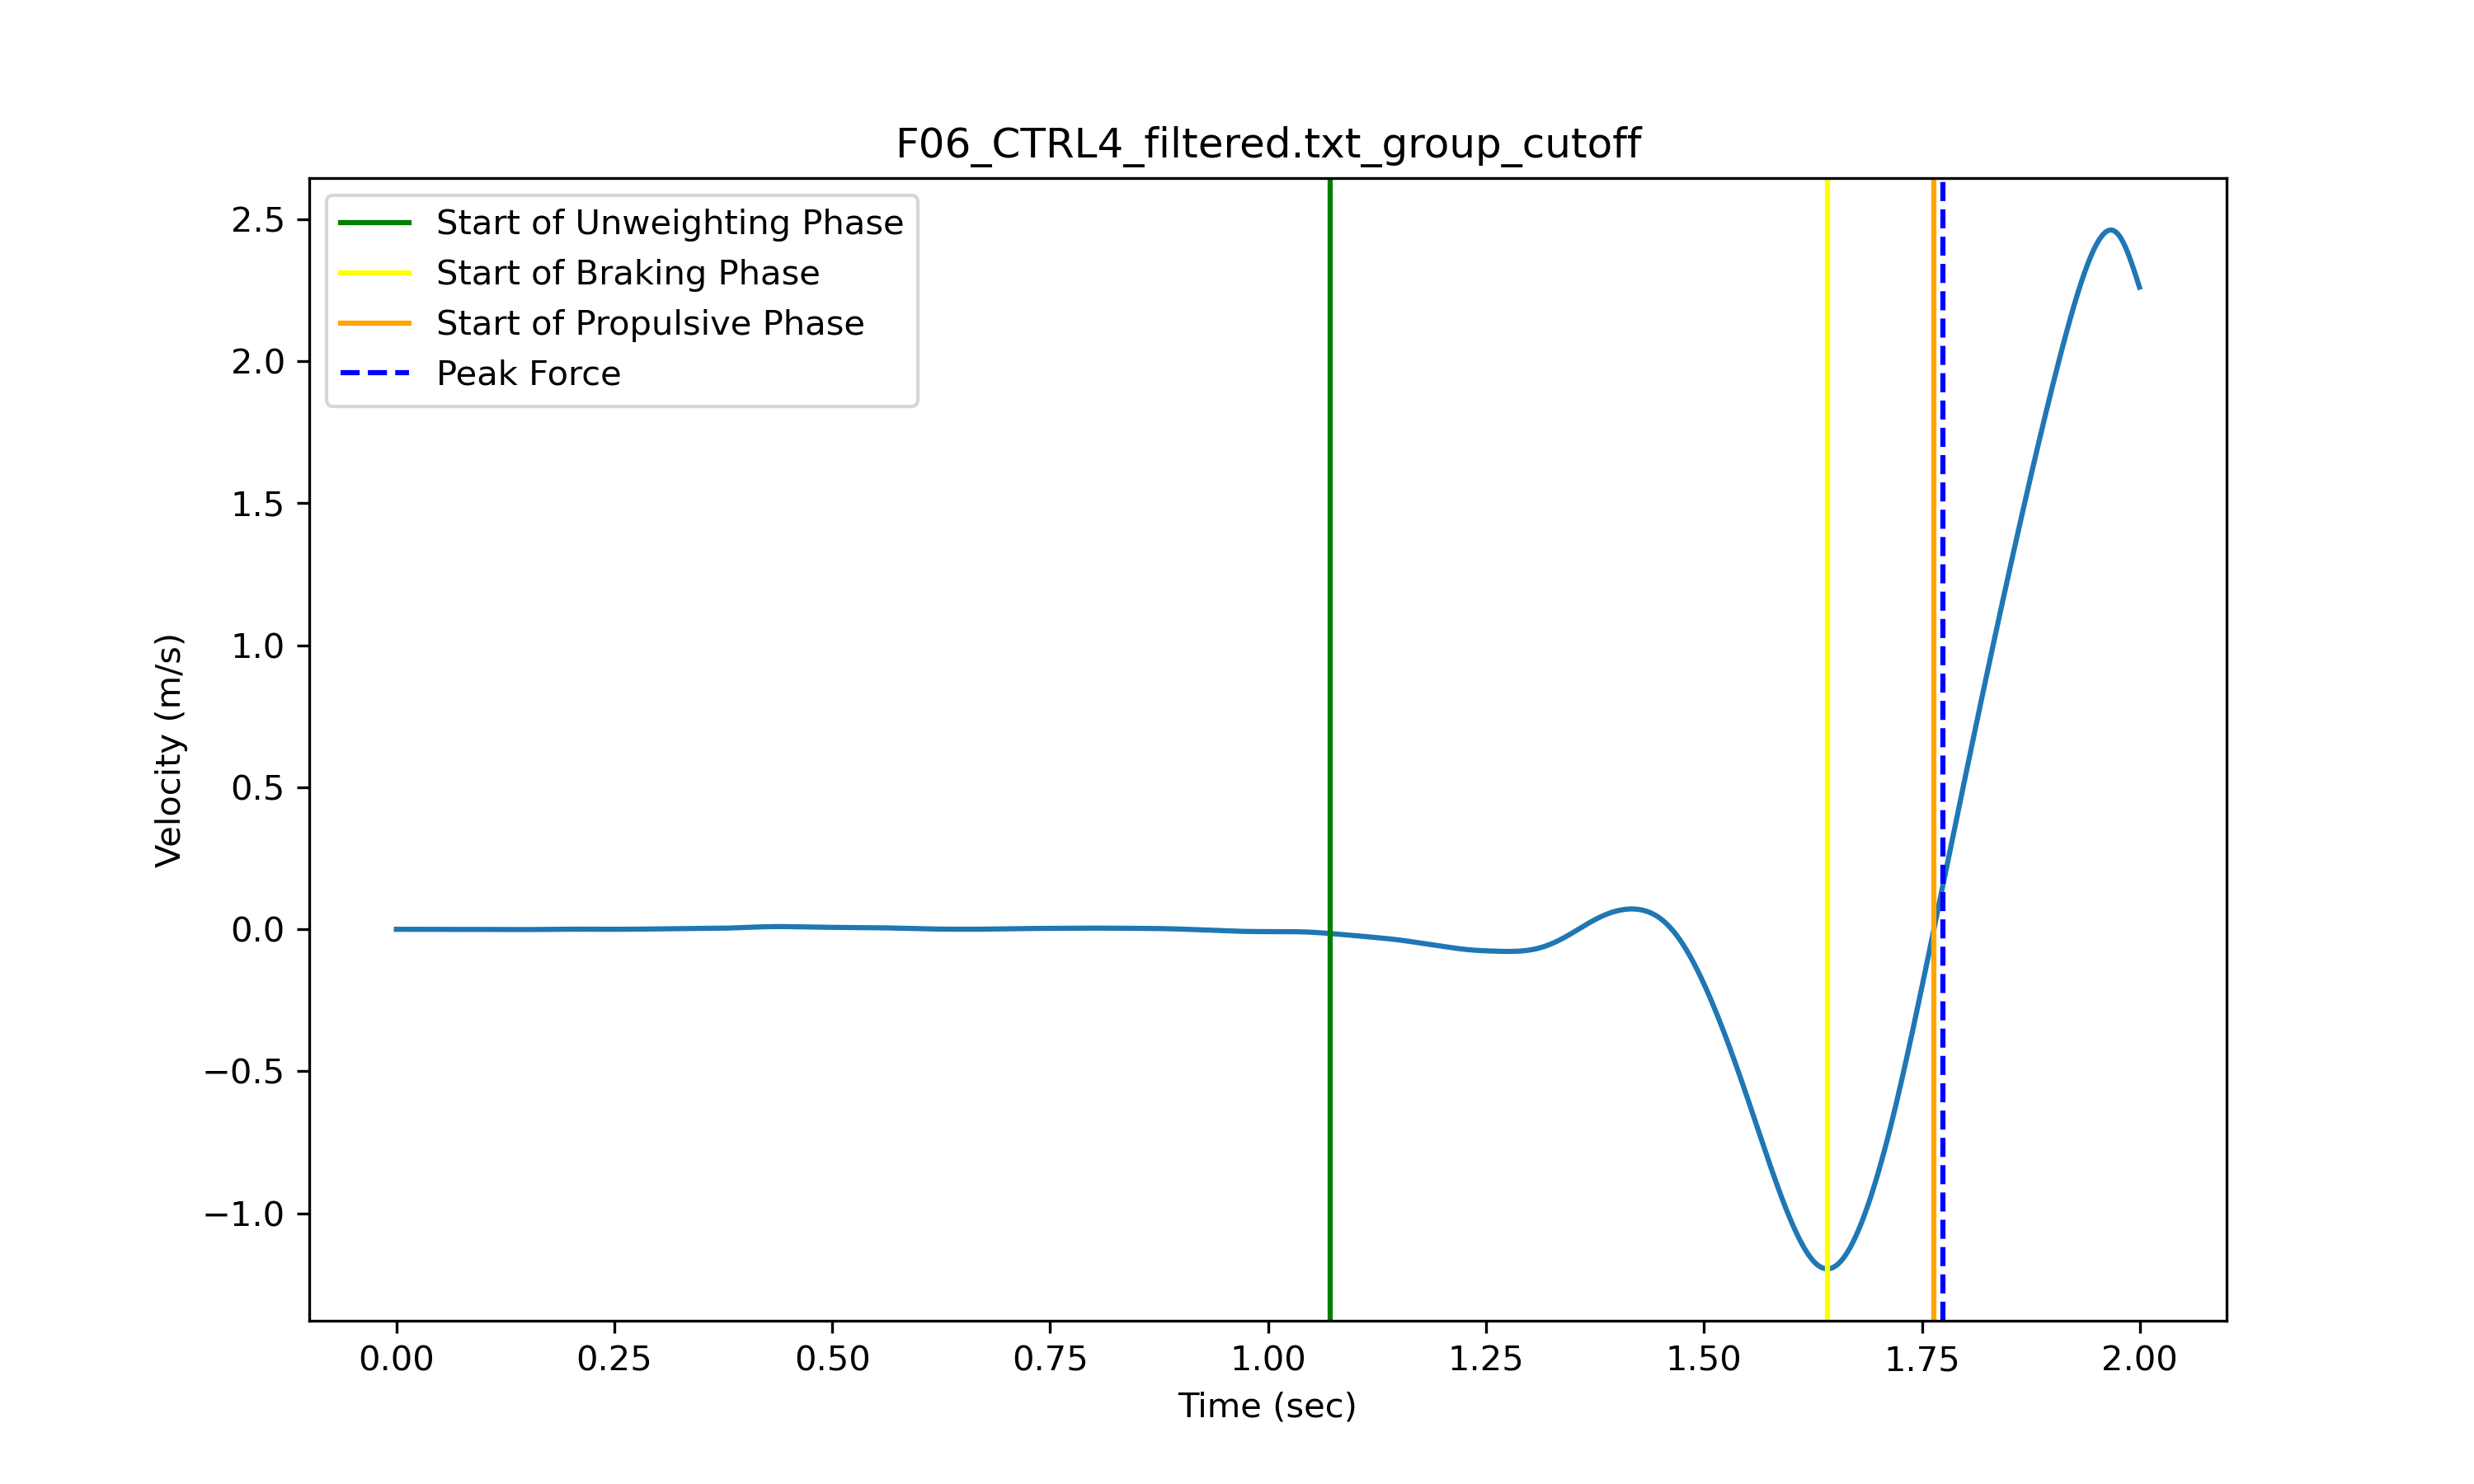 F06_CTRL4_filtered.txt_group_cutoff
Start of Unweighting Phase
Start of Braking Phase
Start of Propulsive Phase
Peak Force
2.5
2.0
1.5
1.0
0.5
0.0
−0.5
−1.0
Velocity (m/s)
0.00 0.25 0.50 0.75 1.00 1.25 1.50 1.75 2.00
Time (sec)